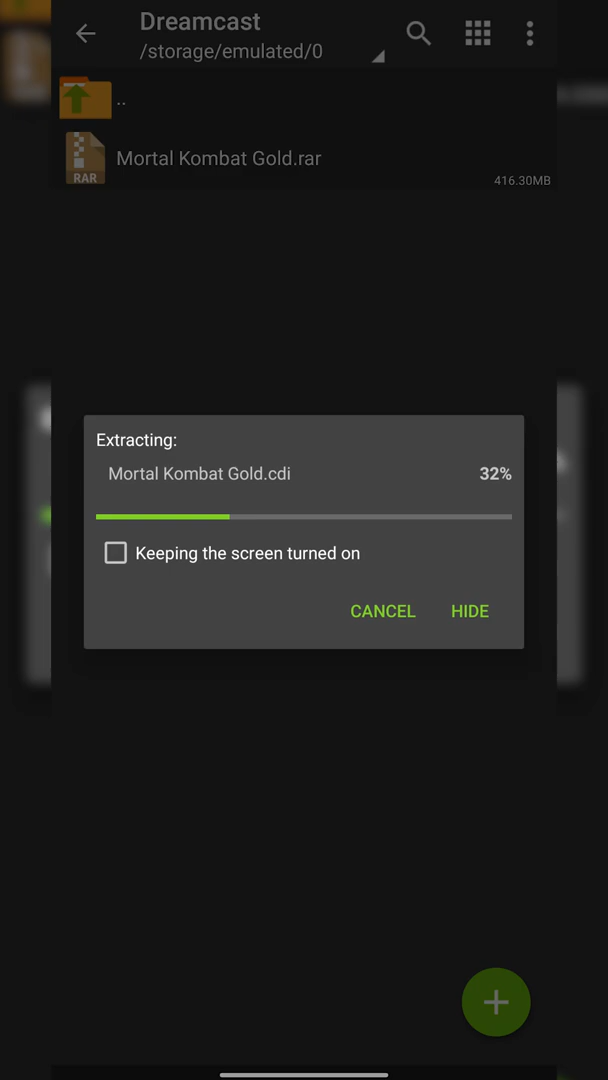 Dreamcast
/storage/emulated/0
..
Mortal Kombat Gold.rar
RAR
416.30MB
Extracting:
Mortal Kombat Gold.cdi 32%
Keeping the screen turned on
CANCEL HIDE